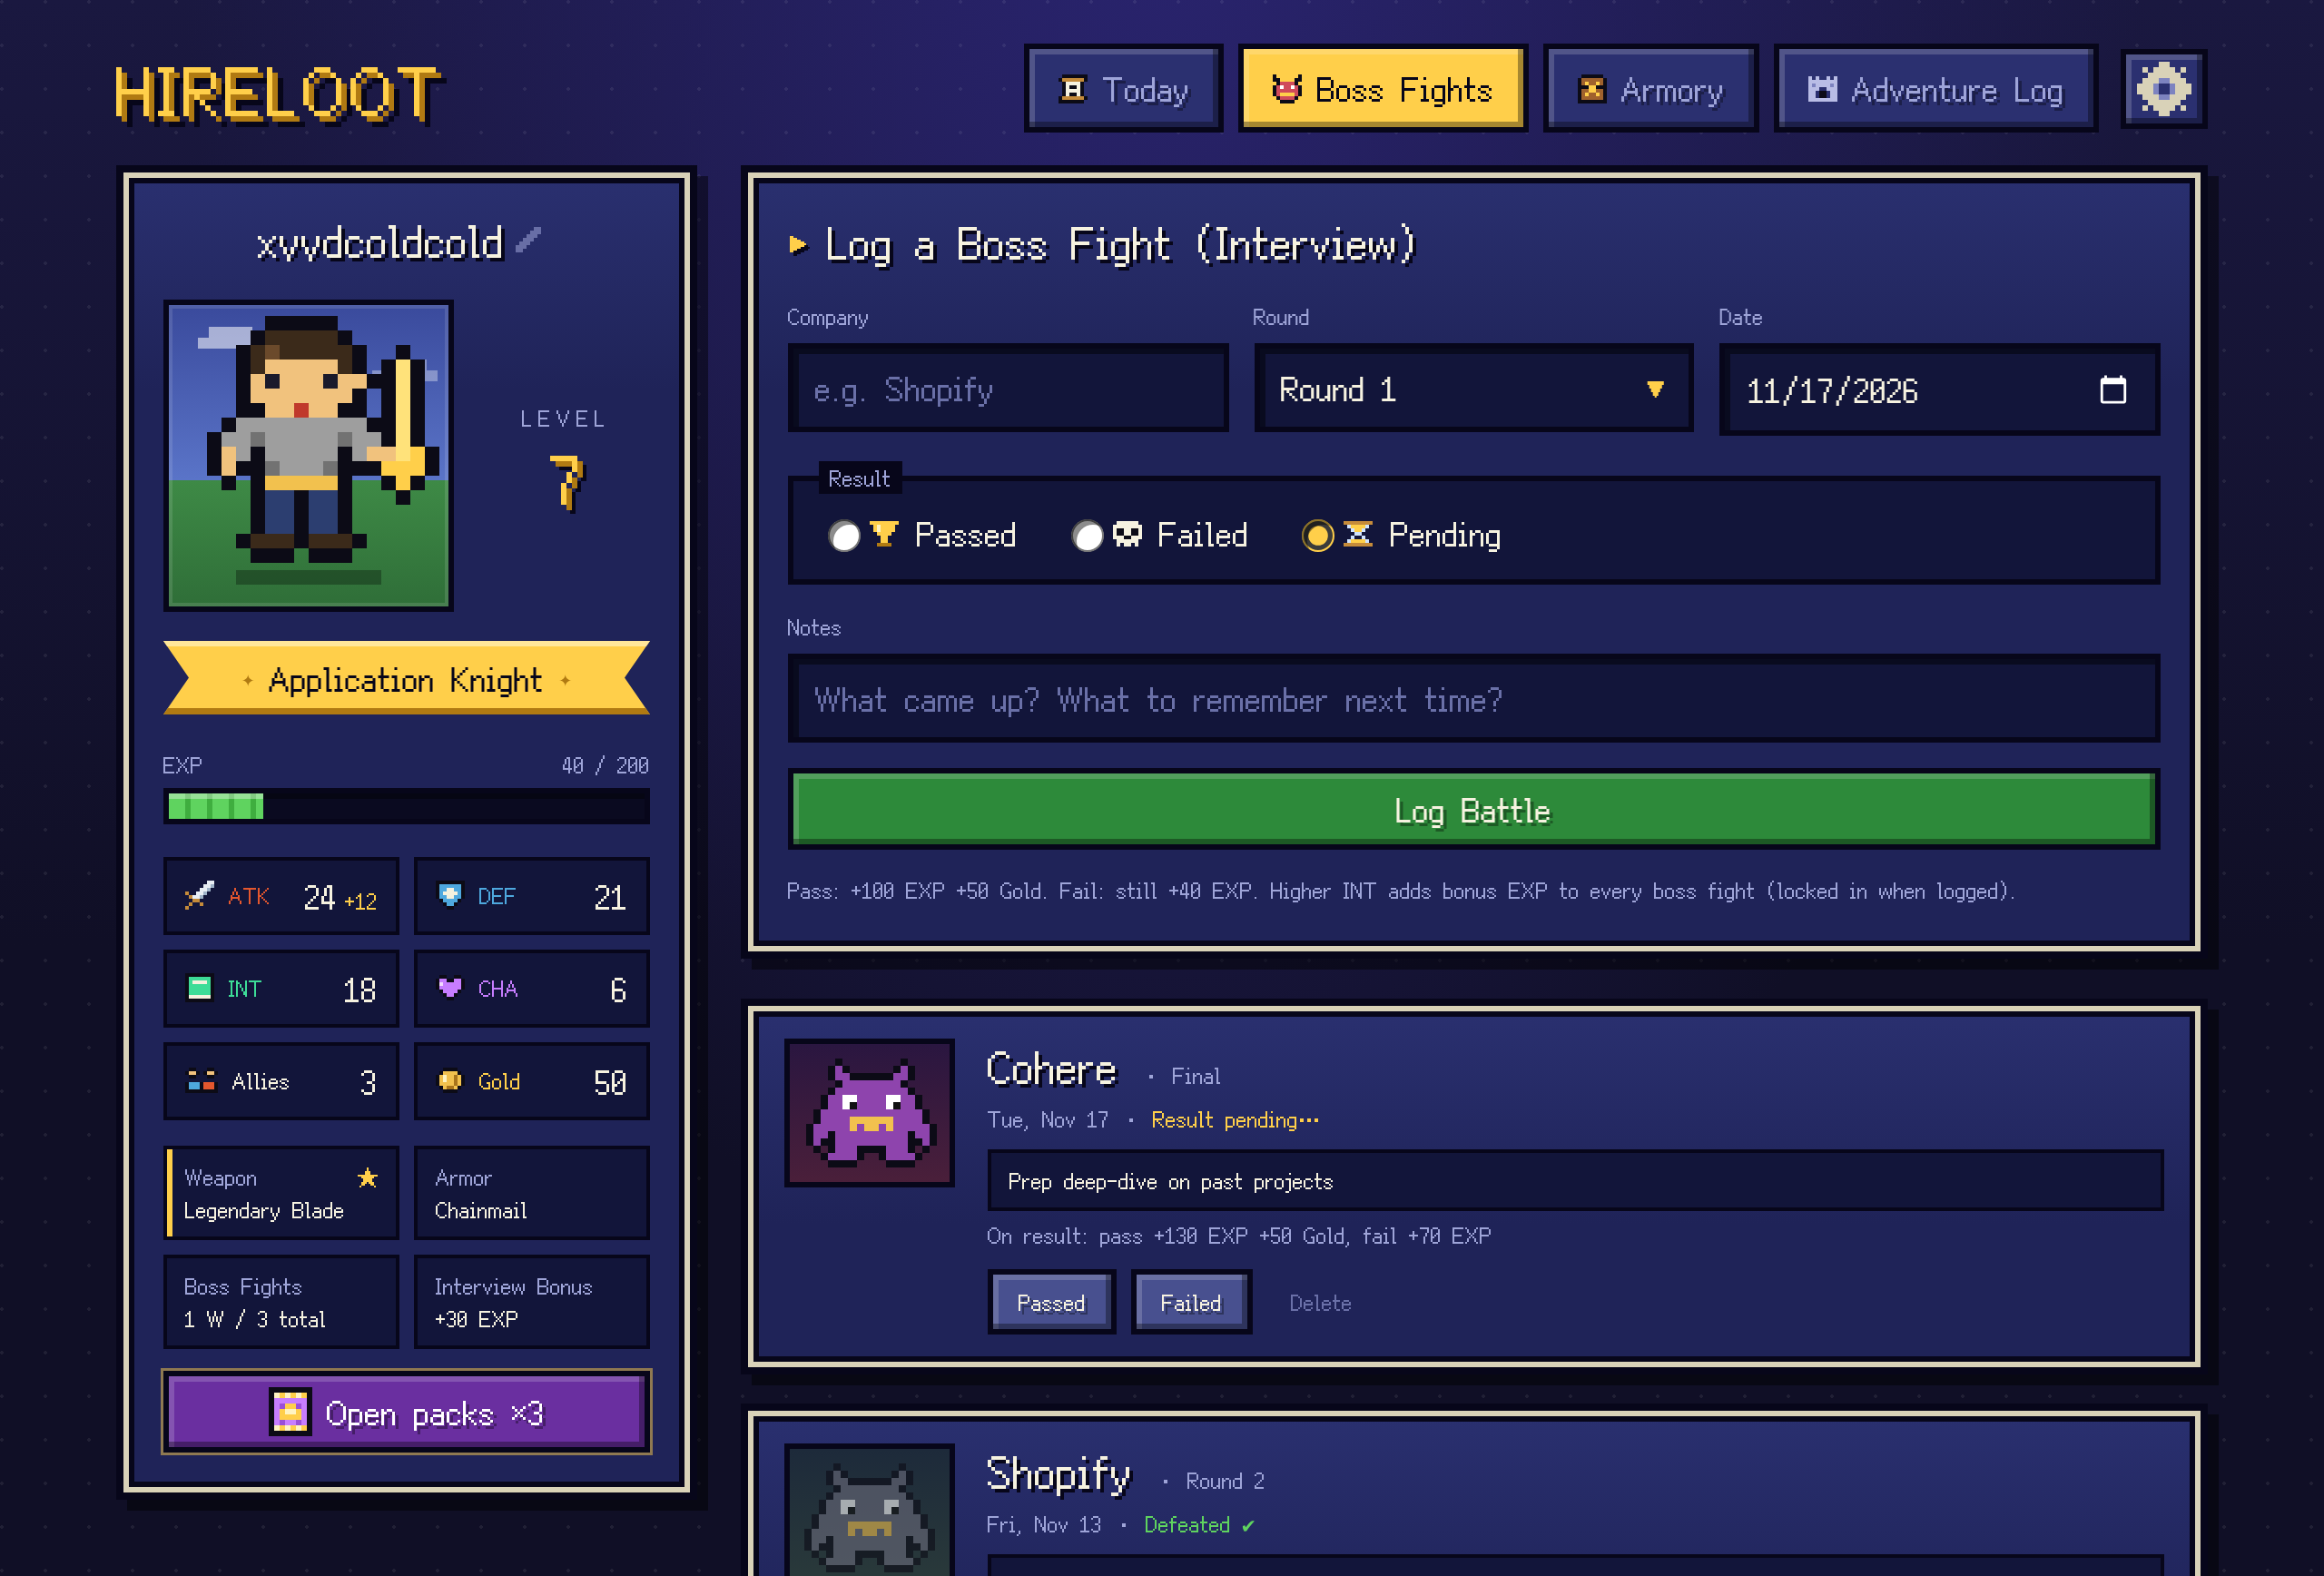 HIRELOOT
Today
Boss Fights
Armory
Adventure Log
xvvdcoldcold
LEVEL
7
Application Knight
EXP 40 / 200
ATK 24 +12
DEF 21
INT 18
CHA 6
Allies 3
Gold 50
Weapon
Legendary Blade
Armor
Chainmail
Boss Fights
1 W / 3 total
Interview Bonus
+30 EXP
Open packs ×3
Log a Boss Fight (Interview)
Company
e.g. Shopify
Round
Round 1
Date
11/17/2026
Result
Passed
Failed
Pending
Notes
What came up? What to remember next time?
Log Battle
Pass: +100 EXP +50 Gold. Fail: still +40 EXP. Higher INT adds bonus EXP to every boss fight (locked in when logged).
Cohere · Final
Tue, Nov 17 · Result pending…
Prep deep-dive on past projects
On result: pass +130 EXP +50 Gold, fail +70 EXP
Passed
Failed
Delete
Shopify · Round 2
Fri, Nov 13 · Defeated ✔